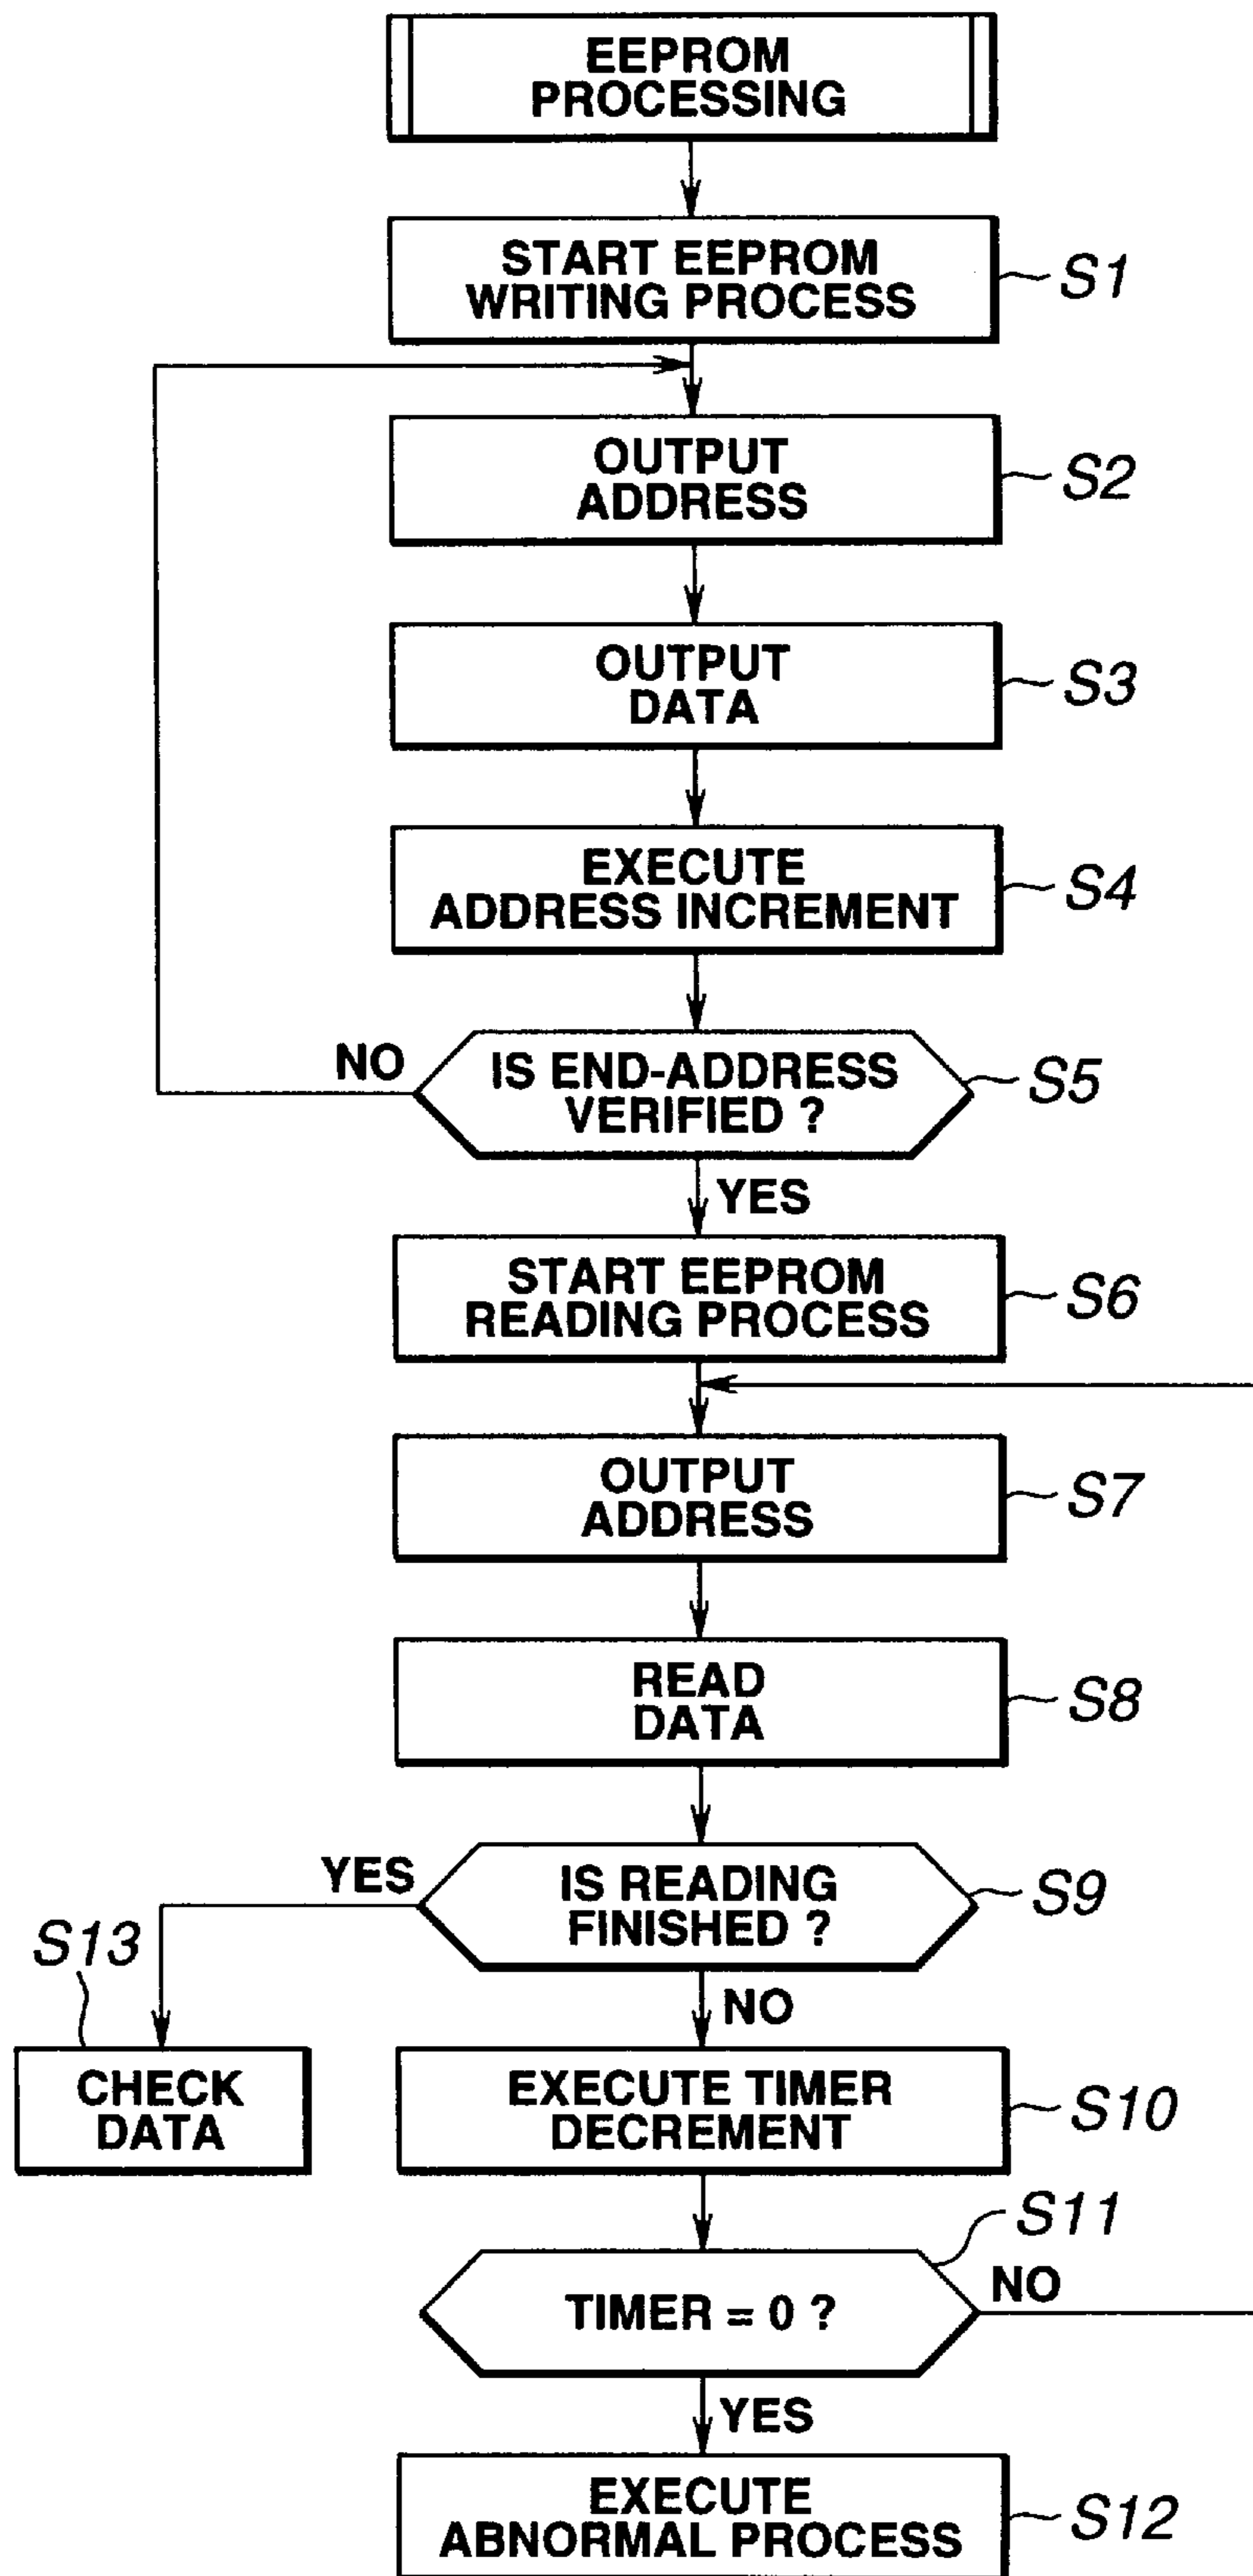 EEPROM
PROCESSING
START EEPROM
WRITING PROCESS
S1
OUTPUT
ADDRESS
S2
OUTPUT
DATA
S3
EXECUTE
ADDRESS INCREMENT
S4
NO
IS END-ADDRESS
VERIFIED ?
S5
YES
START EEPROM
READING PROCESS
S6
OUTPUT
ADDRESS
S7
READ
DATA
S8
YES
IS READING
FINISHED ?
S9
S13
NO
CHECK
DATA
EXECUTE TIMER
DECREMENT
S10
S11
TIMER = 0 ?
NO
YES
EXECUTE
ABNORMAL PROCESS
S12